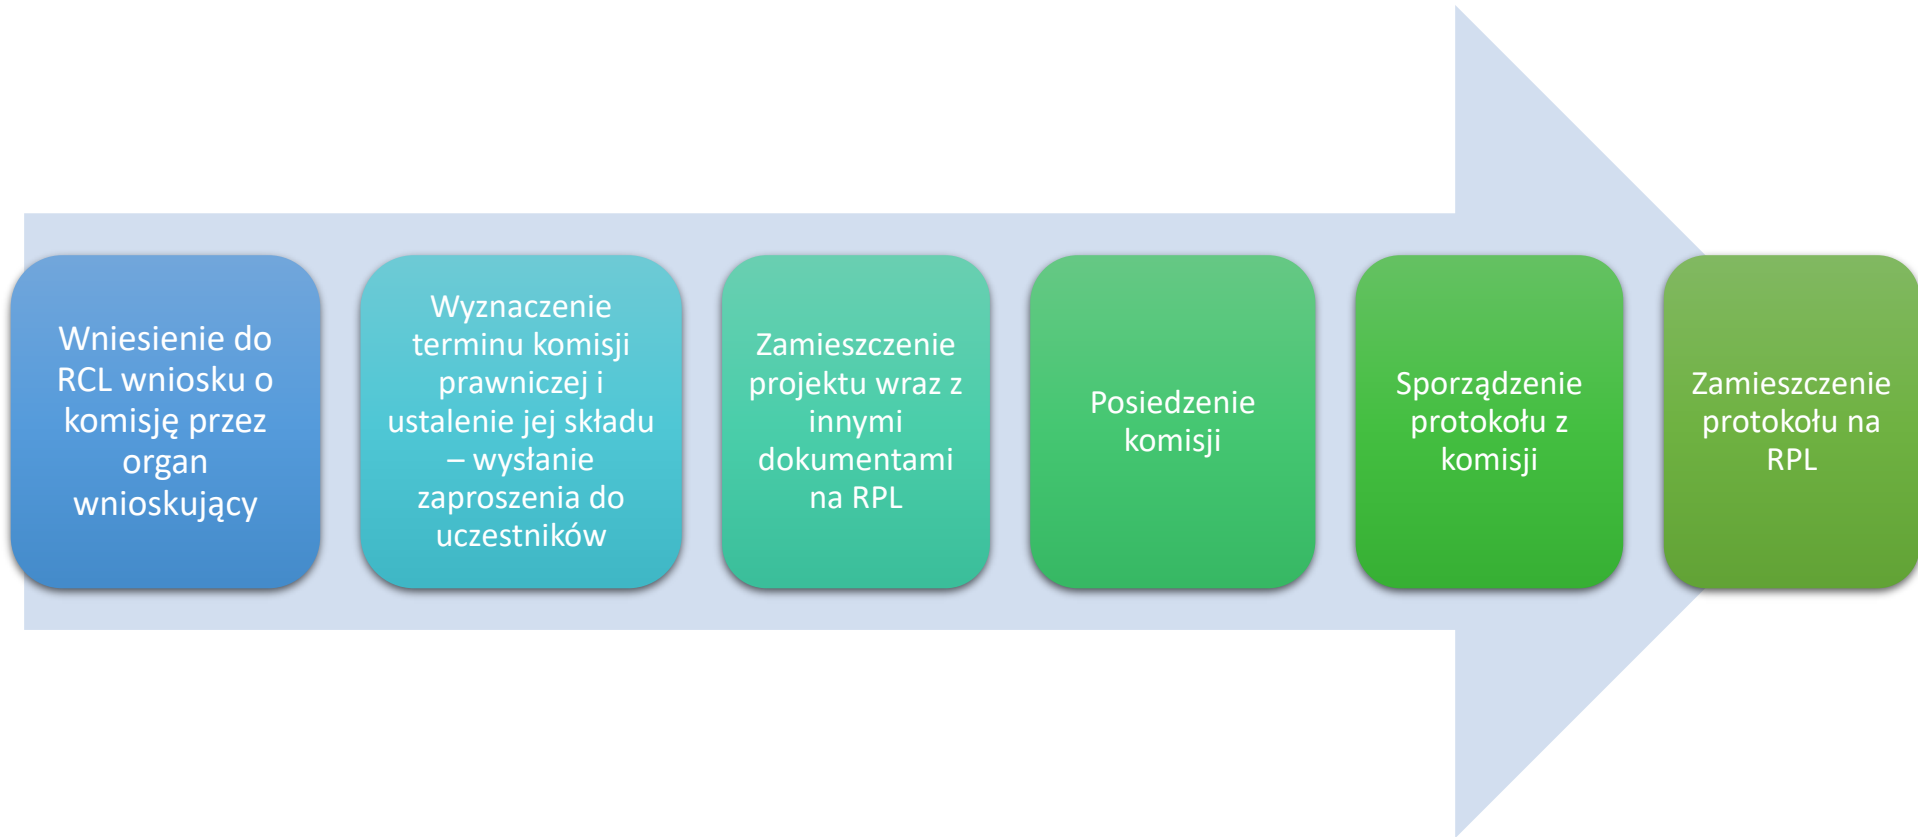 Wniesienie do
RCL wniosku o
komisję przez
organ
wnioskujący
Wyznaczenie
terminu komisji
prawniczej i
ustalenie jej składu
– wysłanie
zaproszenia do
uczestników
Zamieszczenie
projektu wraz z
innymi
dokumentami
na RPL
Posiedzenie
komisji
Sporządzenie
protokołu z
komisji
Zamieszczenie
protokołu na
RPL